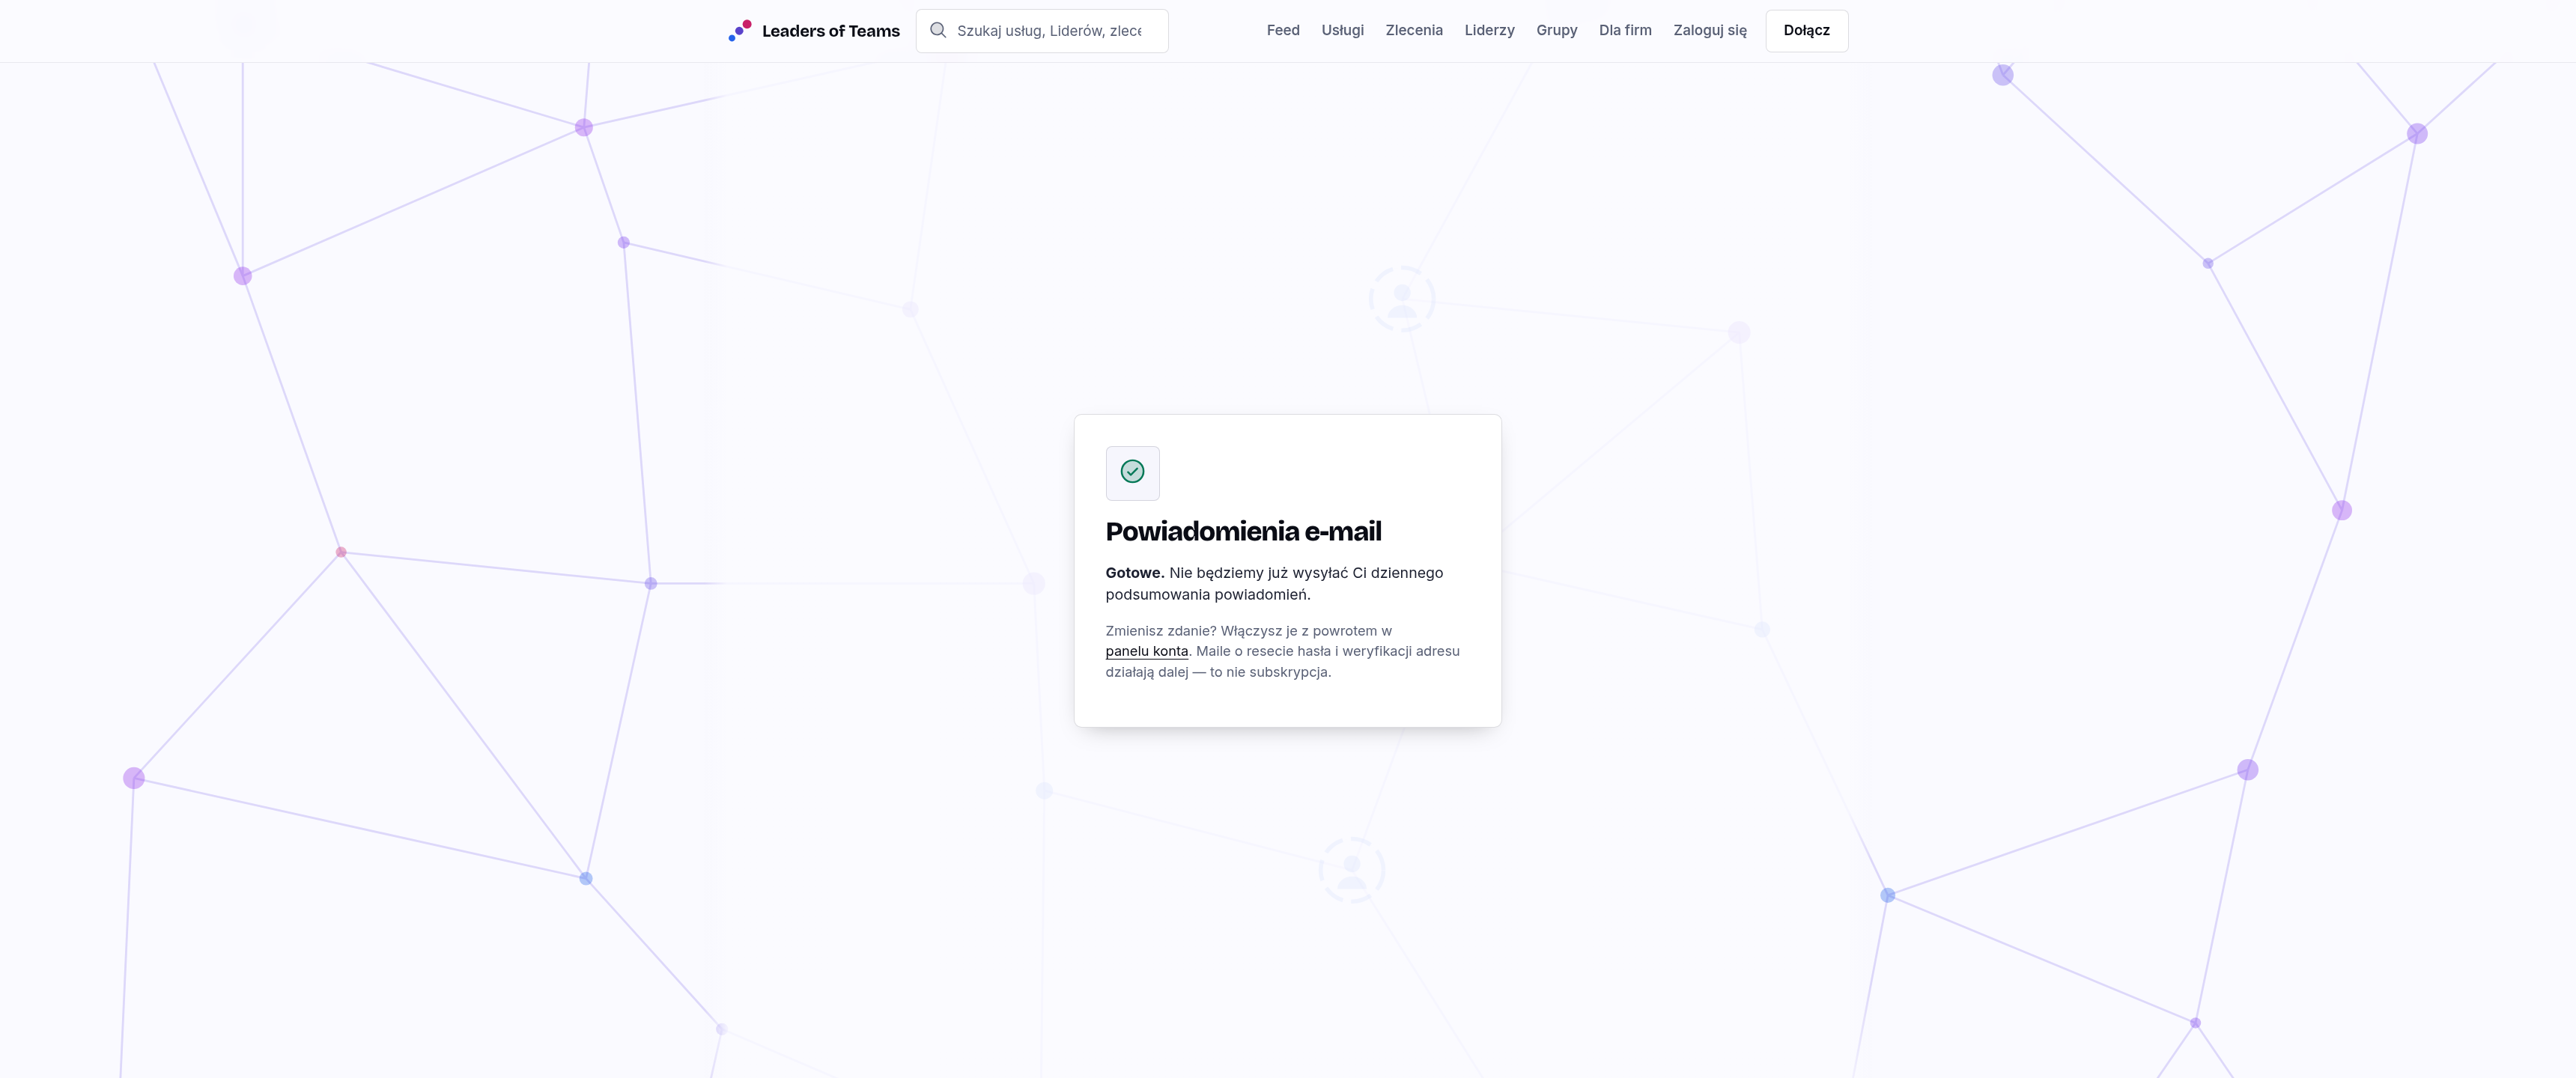 Leaders of Teams
Szukaj usług, Liderów, zlece
Feed
Usługi
Zlecenia
Liderzy
Grupy
Dla firm
Zaloguj się
Dołącz
Powiadomienia e-mail
Gotowe. Nie będziemy już wysyłać Ci dziennego
podsumowania powiadomień.
Zmienisz zdanie? Włączysz je z powrotem w
panelu konta. Maile o resecie hasła i weryfikacji adresu
działają dalej — to nie subskrypcja.